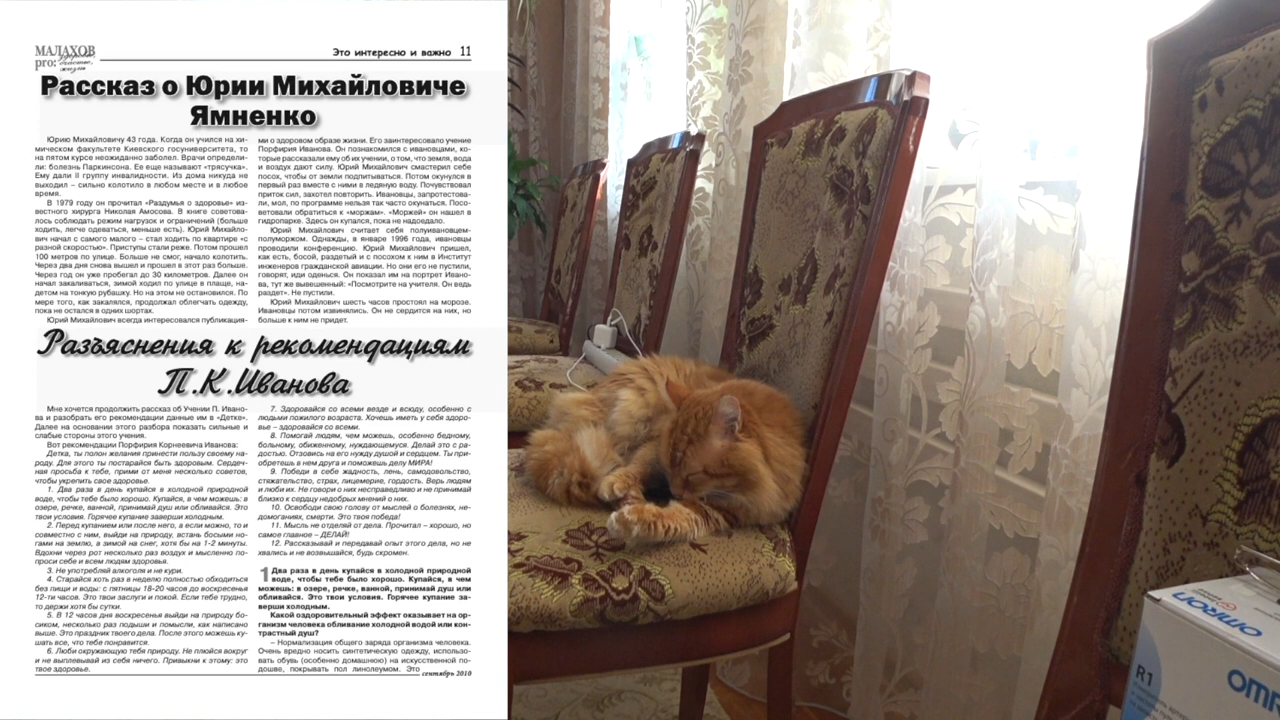 МАЛАХОВ
pro: здоровье, счастье, жизнь
Это интересно и важно 11
Рассказ о Юрии Михайловиче
Ямненко
Юрию Михайловичу 43 года. Когда он учился на хи-
мическом факультете Киевского госуниверситета, то
на пятом курсе неожиданно заболел. Врачи определи-
ли: болезнь Паркинсона. Ее еще называют «трясучка».
Ему дали II группу инвалидности. Из дома никуда не
выходил – сильно колотило в любом месте и в любое
время.
В 1979 году он прочитал «Раздумья о здоровье» из-
вестного хирурга Николая Амосова. В книге советова-
лось соблюдать режим нагрузок и ограничений (больше
ходить, легче одеваться, меньше есть). Юрий Михайло-
вич начал с самого малого – стал ходить по квартире «с
разной скоростью». Приступы стали реже. Потом прошел
100 метров по улице. Больше не смог, начало колотить.
Через два дня снова вышел и прошел в этот раз больше.
Через год он уже пробегал до 30 километров. Далее он
начал закаливаться, зимой ходил по улице в плаще, на-
детом на тонкую рубашку. Но на этом не остановился. По
мере того, как закалялся, продолжал облегчать одежду,
пока не остался в одних шортах.
Юрий Михайлович всегда интересовался публикация-
ми о здоровом образе жизни. Его заинтересовало учение
Порфирия Иванова. Он познакомился с ивановцами, ко-
торые рассказали ему об их учении, о том, что земля, вода
и воздух дают силу. Юрий Михайлович смастерил себе
посох, чтобы от земли подпитываться. Потом окунулся в
первый раз вместе с ними в ледяную воду. Почувствовал
приток сил, захотел повторить. Ивановцы, запротестова-
ли, мол, по программе нельзя так часто окунаться. Посо-
ветовали обратиться к «моржам». «Моржей» он нашел в
гидропарке. Здесь он купался, пока не надоедало.
Юрий Михайлович считает себя полуивановцем-
полуморжом. Однажды, в январе 1996 года, ивановцы
проводили конференцию. Юрий Михайлович пришел,
как есть, босой, раздетый и с посохом к ним в Институт
инженеров гражданской авиации. Но они его не пустили,
говорят, иди оденься. Он показал им на портрет Ивано-
ва, тут же вывешенный: «Посмотрите на учителя. Он ведь
раздет». Не пустили.
Юрий Михайлович шесть часов простоял на морозе.
Ивановцы потом извинялись. Он не сердится на них, но
больше к ним не придет.
Разъяснения к рекомендациям
П.К.Иванова
Мне хочется продолжить рассказ об Учении П. Ивано-
ва и разобрать его рекомендации данные им в «Детке».
Далее на основании этого разбора показать сильные и
слабые стороны этого учения.
Вот рекомендации Порфирия Корнеевича Иванова:
Детка, ты полон желания принести пользу своему на-
роду. Для этого ты постарайся быть здоровым. Сердеч-
ная просьба к тебе, прими от меня несколько советов,
чтобы укрепить свое здоровье.
1. Два раза в день купайся в холодной природной
воде, чтобы тебе было хорошо. Купайся, в чем можешь: в
озере, речке, ванной, принимай душ или обливайся. Это
твои условия. Горячее купание заверши холодным.
2. Перед купанием или после него, а если можно, то и
совместно с ним, выйди на природу, встань босыми но-
гами на землю, а зимой на снег, хотя бы на 1-2 минуты.
Вдохни через рот несколько раз воздух и мысленно по-
проси себе и всем людям здоровья.
3. Не употребляй алкоголя и не кури.
4. Старайся хоть раз в неделю полностью обходиться
без пищи и воды: с пятницы 18-20 часов до воскресенья
12-ти часов. Это твои заслуги и покой. Если тебе трудно,
то держи хотя бы сутки.
5. В 12 часов дня воскресенья выйди на природу бо-
сиком, несколько раз подыши и помысли, как написано
выше. Это праздник твоего дела. После этого можешь ку-
шать все, что тебе понравится.
6. Люби окружающую тебя природу. Не плюйся вокруг
и не выплевывай из себя ничего. Привыкни к этому: это
твое здоровье.
7. Здоровайся со всеми везде и всюду, особенно с
людьми пожилого возраста. Хочешь иметь у себя здоро-
вье – здоровайся со всеми.
8. Помогай людям, чем можешь, особенно бедному,
больному, обиженному, нуждающемуся. Делай это с ра-
достью. Отзовись на его нужду душой и сердцем. Ты при-
обретешь в нем друга и поможешь делу МИРА!
9. Победи в себе жадность, лень, самодовольство,
стяжательство, страх, лицемерие, гордость. Верь людям
и люби их. Не говори о них несправедливо и не принимай
близко к сердцу недобрых мнений о них.
10. Освободи свою голову от мыслей о болезнях, не-
домоганиях, смерти. Это твоя победа!
11. Мысль не отделяй от дела. Прочитал – хорошо, но
самое главное – ДЕЛАЙ!
12. Рассказывай и передавай опыт этого дела, но не
хвались и не возвышайся, будь скромен.
1 Два раза в день купайся в холодной природной
воде, чтобы тебе было хорошо. Купайся, в чем
можешь: в озере, речке, ванной, принимай душ или
обливайся. Это твои условия. Горячее купание за-
верши холодным.
Какой оздоровительный эффект оказывает на ор-
ганизм человека обливание холодной водой или кон-
трастный душ?
– Нормализация общего заряда организма человека.
Очень вредно носить синтетическую одежду, использо-
вать обувь (особенно домашнюю) на искусственной по-
дошве, покрывать пол линолеумом. Это
сентябрь 2010
OMRON
R1
OMR